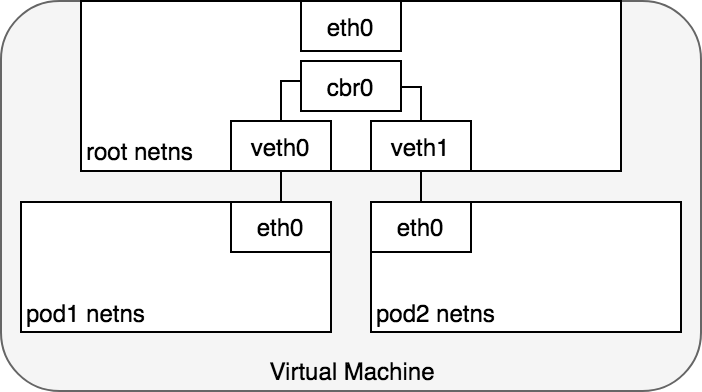 eth0
cbr0
root netns
veth0
veth1
eth0
eth0
pod1 netns
pod2 netns
Virtual Machine